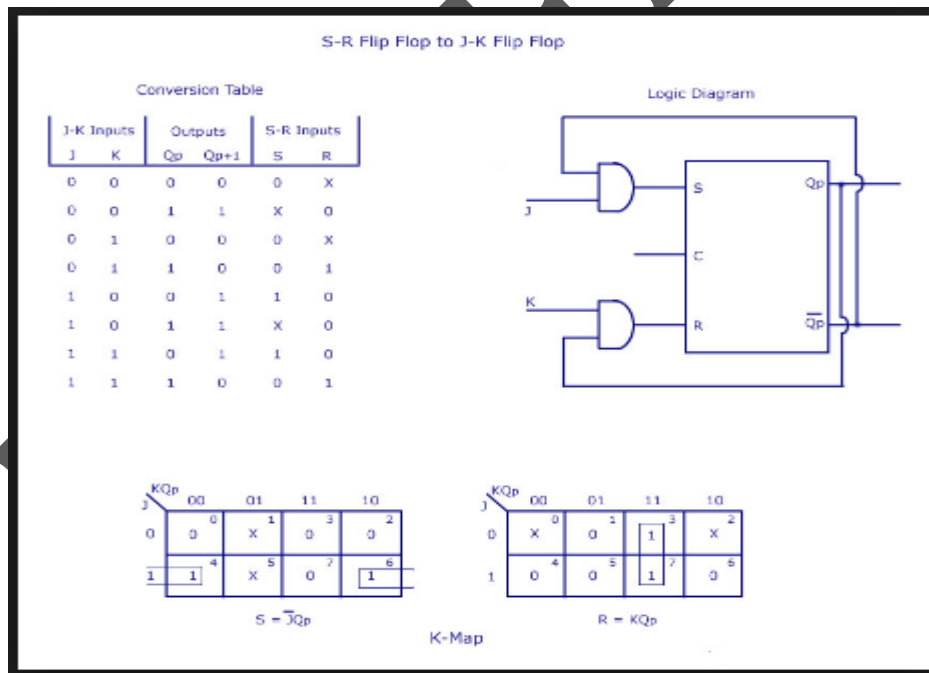 S-R Flip Flop to J-K Flip Flop
Conversion Table
J-K Inputs Outputs S-R Inputs
J K Qp Qp+1 S R
0 0 0 0 0 X
0 0 1 1 X 0
0 1 0 0 0 X
0 1 1 0 0 1
1 0 0 1 1 0
1 0 1 1 X 0
1 1 0 1 1 0
1 1 1 0 0 1
Logic Diagram
J
S
Qp
C
K
R
Q̅p̅
KQp
J
00 01 11 10
0 0 0 X 1 0 3 0 2
1 1 4 X 5 0 7 1 6
S = J̅Qp
KQp
J
00 01 11 10
0 X 0 0 1 1 3 X 2
1 0 4 0 5 1 7 0 6
R = KQp
K-Map